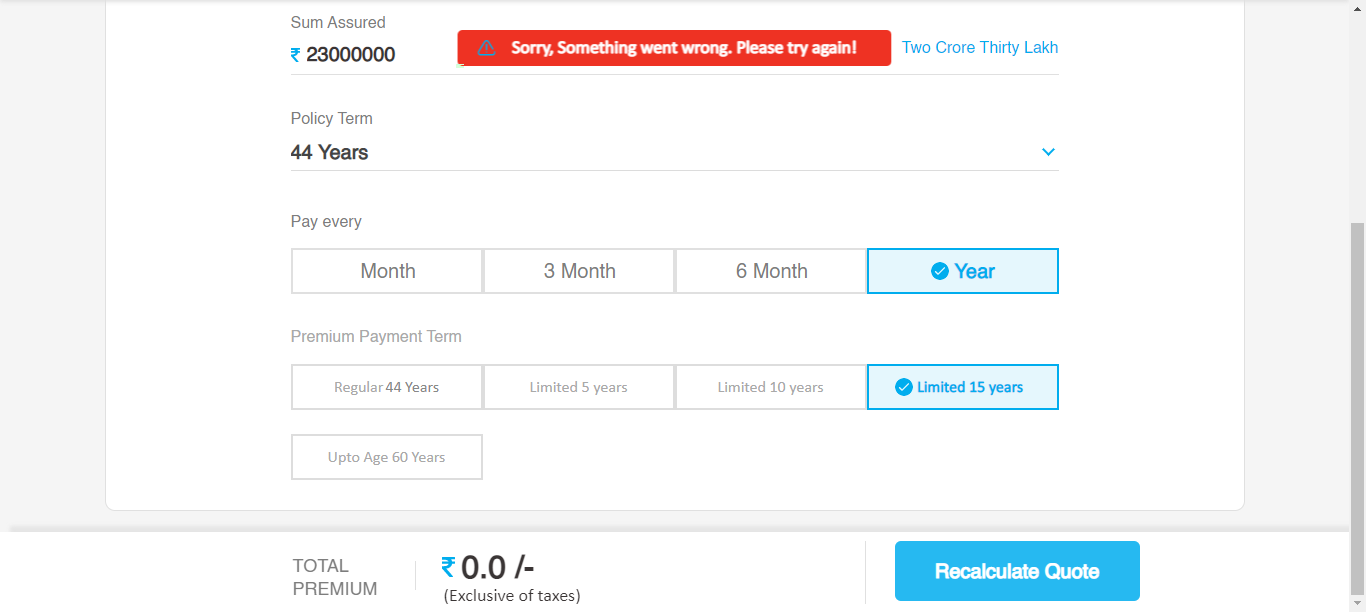 Sum Assured
₹ 23000000
Sorry, Something went wrong. Please try again!
Two Crore Thirty Lakh
Policy Term
44 Years
Pay every
Month
3 Month
6 Month
Year
Premium Payment Term
Regular 44 Years
Limited 5 years
Limited 10 years
Limited 15 years
Upto Age 60 Years
TOTAL
PREMIUM
₹ 0.0 /-
(Exclusive of taxes)
Recalculate Quote